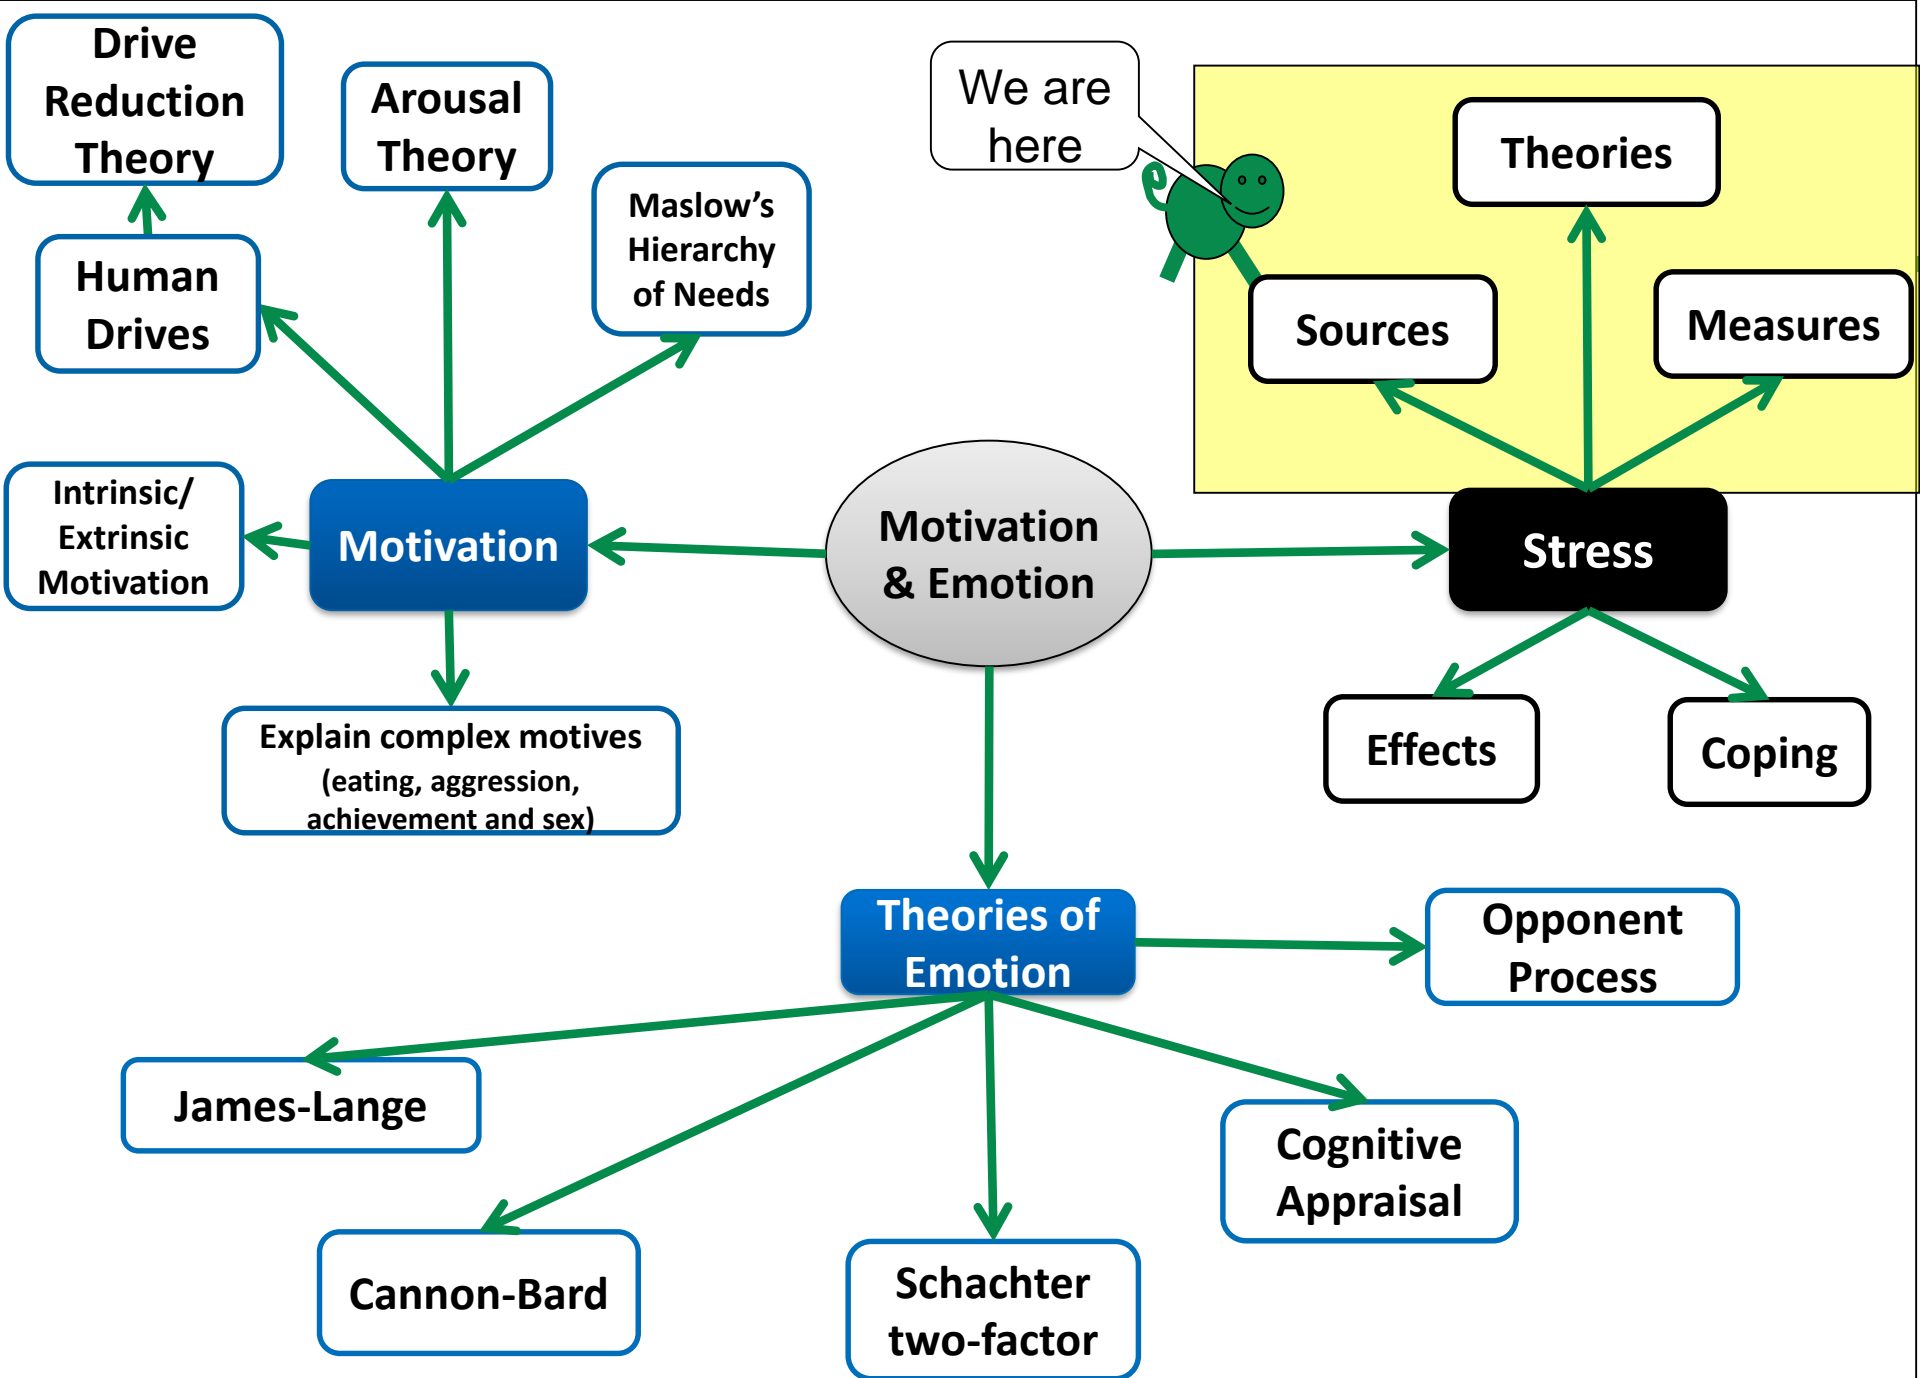 Drive
Reduction
Theory
Arousal
Theory
We are
here
Theories
Maslow's
Hierarchy
of Needs
Human
Drives
Sources
Measures
Intrinsic/
Extrinsic
Motivation
Motivation
Motivation
& Emotion
Stress
Explain complex motives
(eating, aggression,
achievement and sex)
Effects
Coping
Theories of
Emotion
Opponent
Process
James-Lange
Cognitive
Appraisal
Cannon-Bard
Schachter
two-factor